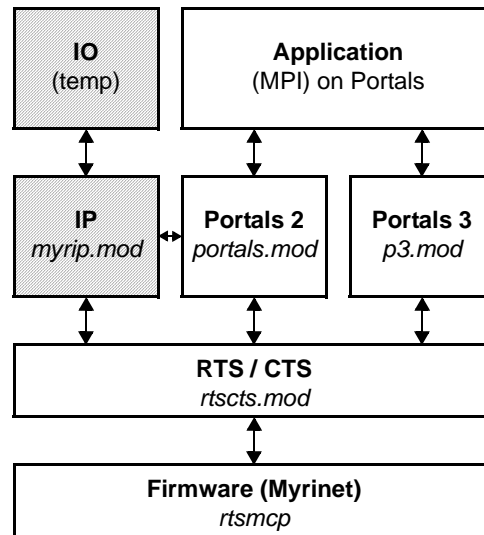 IO
(temp)
Application
(MPI) on Portals
IP
myrip.mod
Portals 2
portals.mod
Portals 3
p3.mod
RTS / CTS
rtscts.mod
Firmware (Myrinet)
rtsmcp